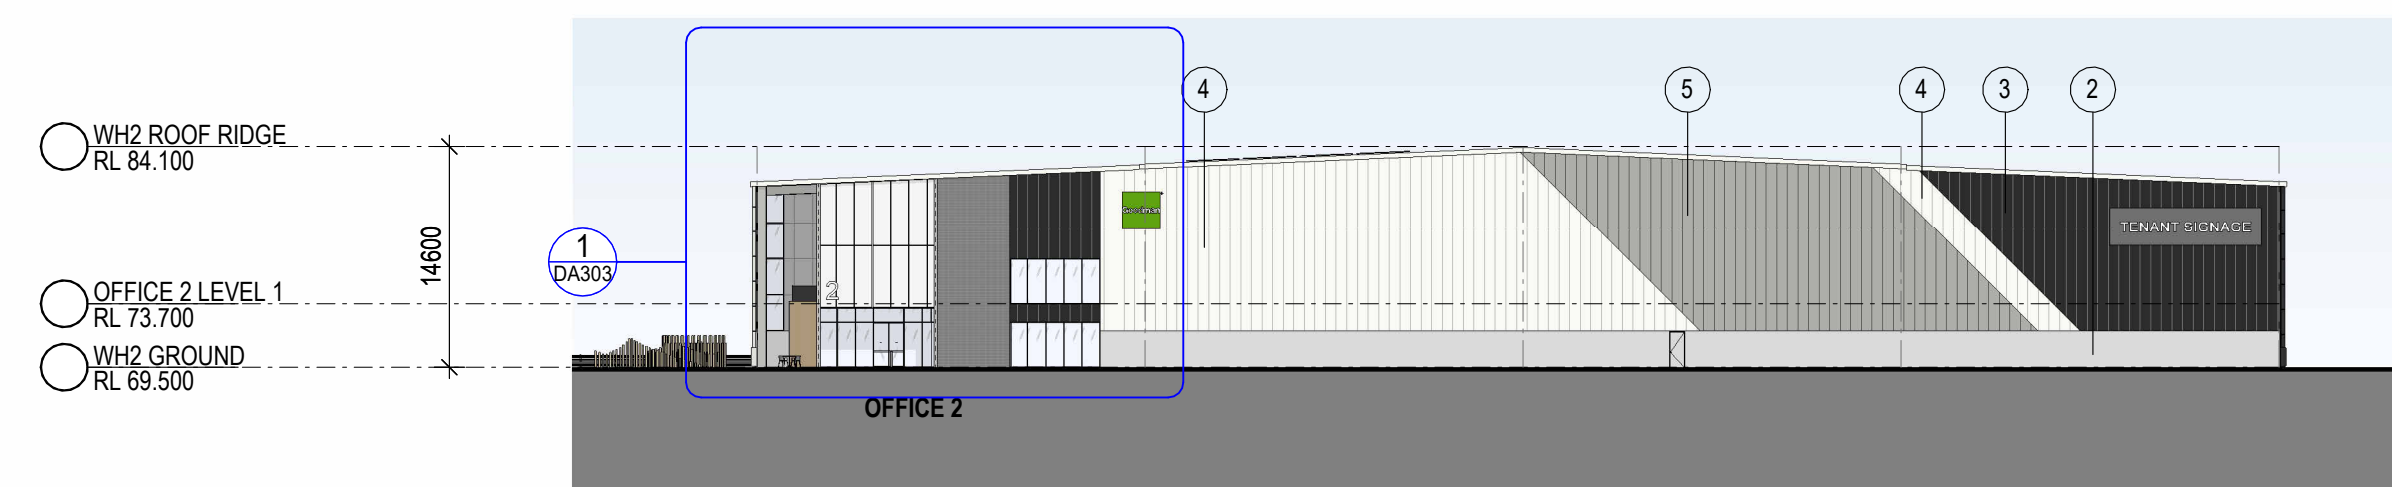 4
5
4
3
2
WH2 ROOF RIDGE
RL 84.100
Goodman
TENANT SIGNAGE
14600
1
DA303
OFFICE 2 LEVEL 1
RL 73.700
2
WH2 GROUND
RL 69.500
OFFICE 2